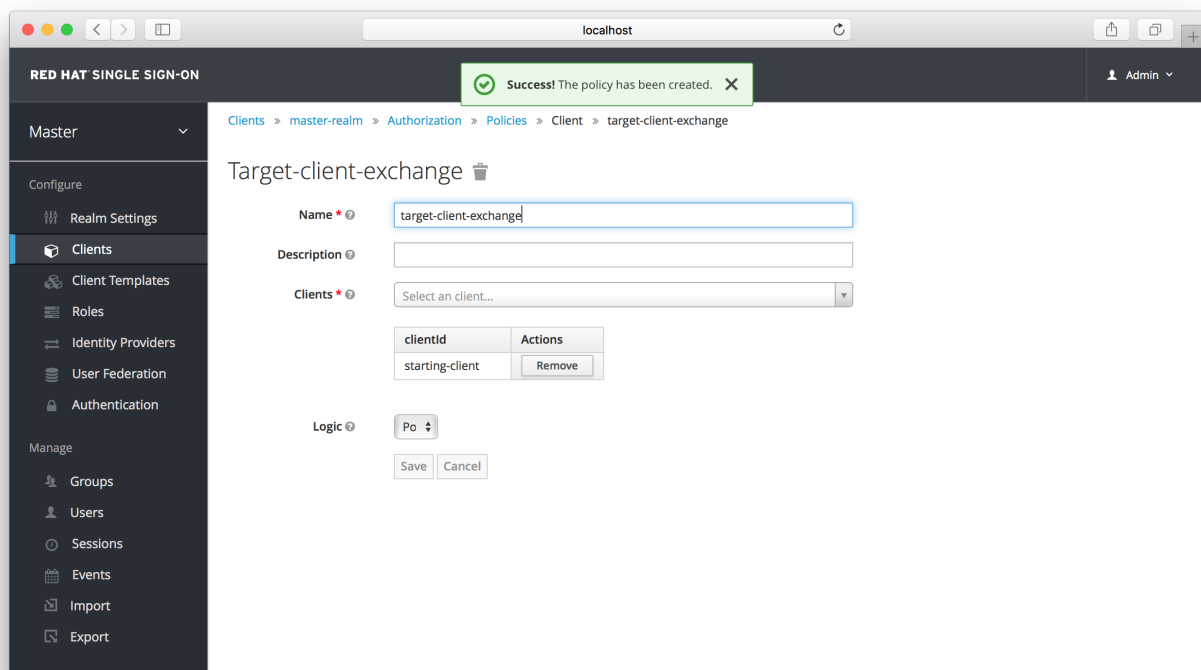 localhost
RED HAT® SINGLE SIGN-ON
Success! The policy has been created.
Admin
Master
Clients » master-realm » Authorization » Policies » Client » target-client-exchange
Target-client-exchange
Configure
Realm Settings
Clients
Client Templates
Roles
Identity Providers
User Federation
Authentication
Manage
Groups
Users
Sessions
Events
Import
Export
Name *
target-client-exchange
Description
Clients *
Select an client...
clientId Actions
starting-client Remove
Logic
Po
Save Cancel